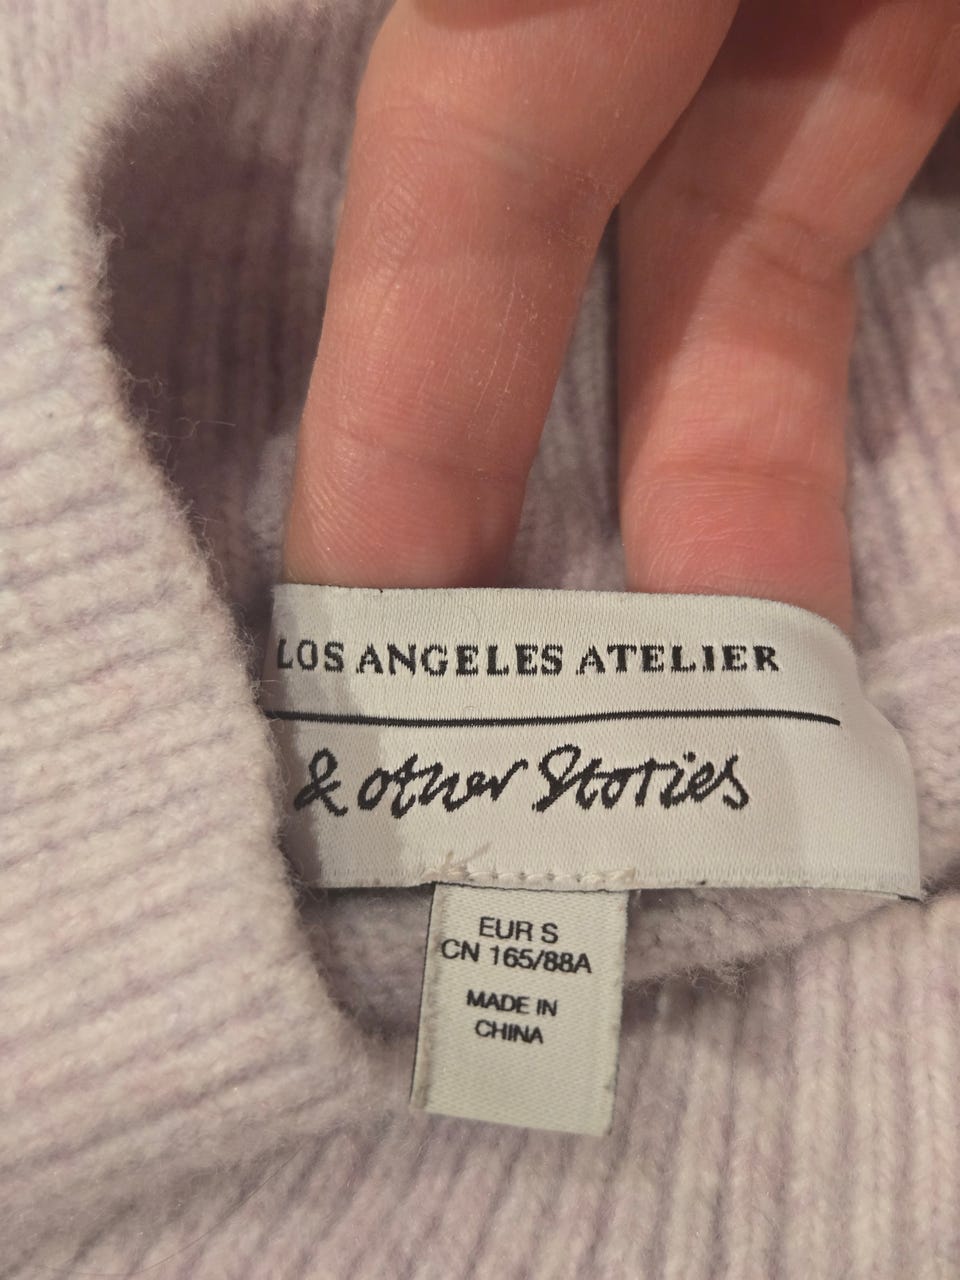 LOS ANGELES ATELIER
& other Stories
EUR S
CN 165/88A
MADE IN
CHINA